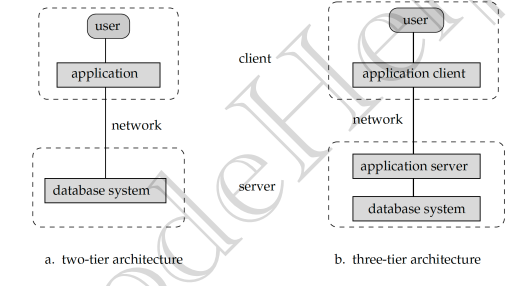 user
application
network
database system
a. two-tier architecture
client
server
user
application client
network
application server
database system
b. three-tier architecture